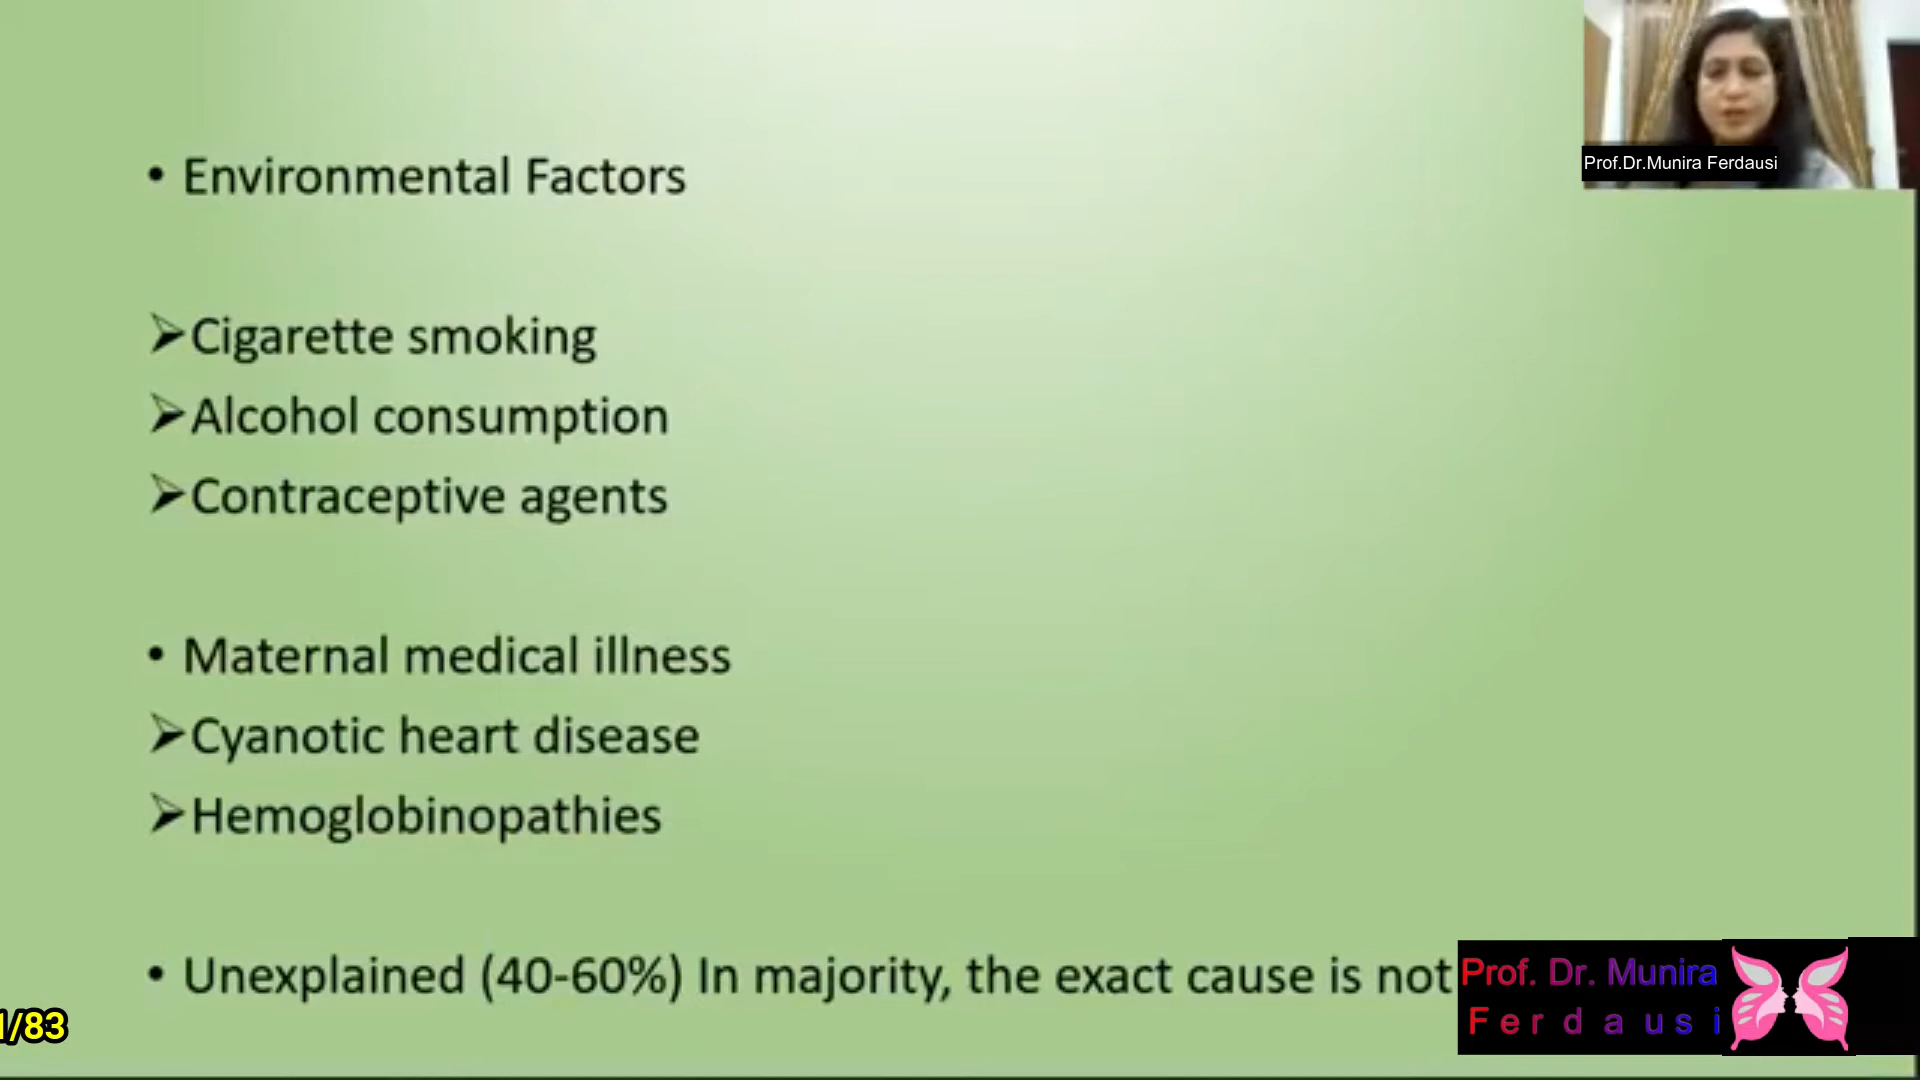 Prof.Dr.Munira Ferdausi
• Environmental Factors
➢Cigarette smoking
➢Alcohol consumption
➢Contraceptive agents
• Maternal medical illness
➢Cyanotic heart disease
➢Hemoglobinopathies
• Unexplained (40-60%) In majority, the exact cause is not
Prof. Dr. Munira
Ferdausi
1/83